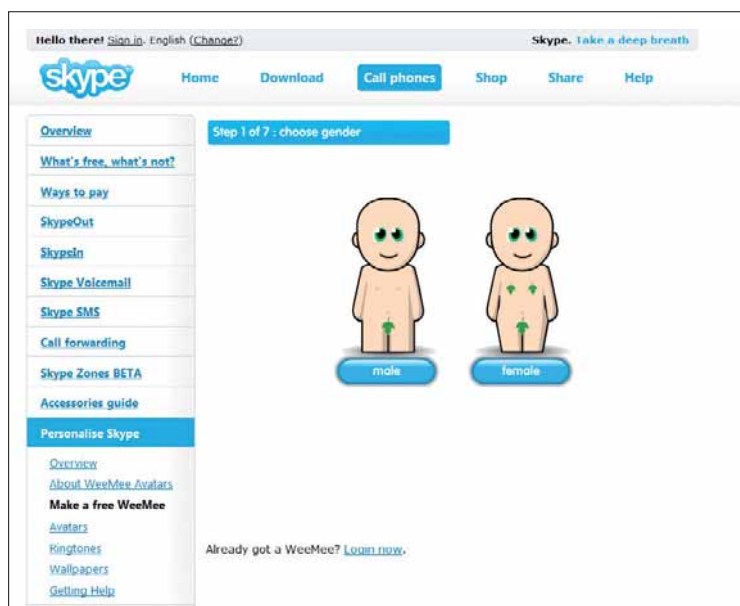 Hello there! Sign in. English (Change?)
Skype. Take a deep breath
skype
Home Download Call phones Shop Share Help
Overview
What's free, what's not?
Ways to pay
SkypeOut
SkypeIn
Skype Voicemail
Skype SMS
Call forwarding
Skype Zones BETA
Accessories guide
Personalise Skype
Overview
About WeeMee Avatars
Make a free WeeMee
Avatars
Ringtones
Wallpapers
Getting Help
Step 1 of 7 : choose gender
male female
Already got a WeeMee? Login now.